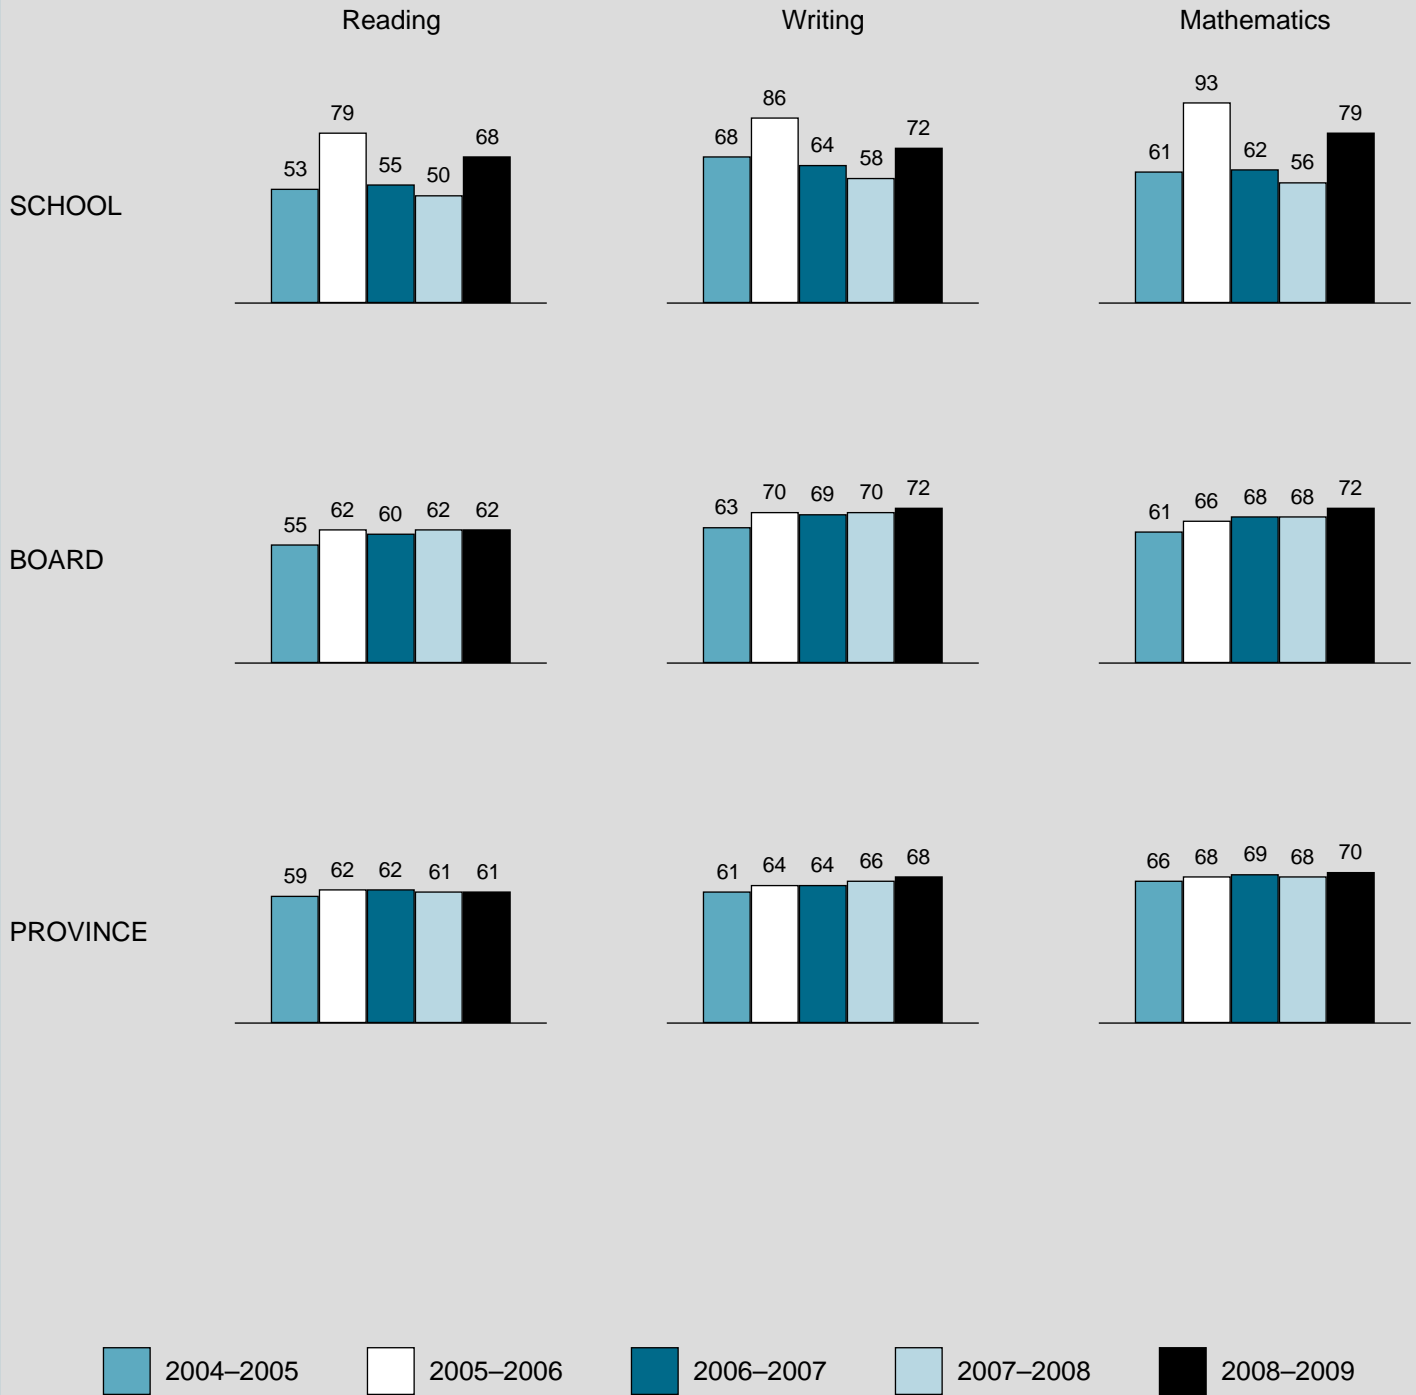 Reading Writing Mathematics
SCHOOL
53 79 55 50 68
68 86 64 58 72
61 93 62 56 79
BOARD
55 62 60 62 62
63 70 69 70 72
61 66 68 68 72
PROVINCE
59 62 62 61 61
61 64 64 66 68
66 68 69 68 70
2004–2005 2005–2006 2006–2007 2007–2008 2008–2009